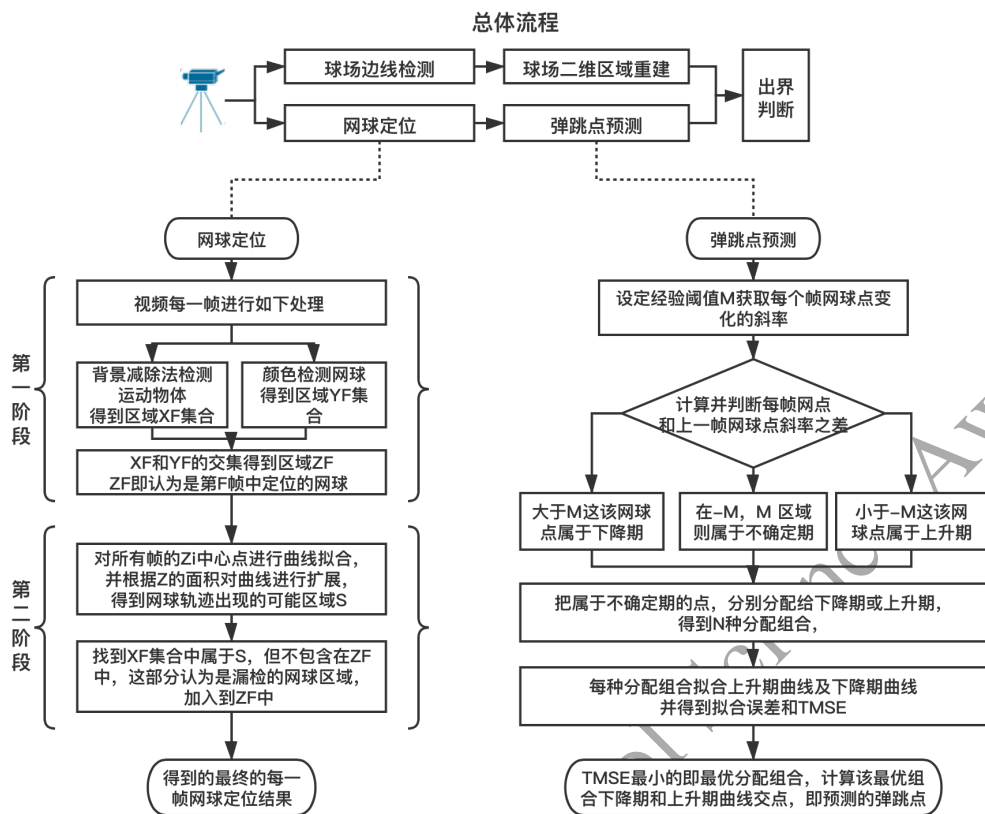 总体流程
球场边线检测
球场二维区域重建
网球定位
弹跳点预测
出界
判断
网球定位
第
一
阶
段
视频每一帧进行如下处理
背景减除法检测
运动物体
得到区域XF集合
颜色检测网球
得到区域YF集
合
XF和YF的交集得到区域ZF
ZF即认为是第F帧中定位的网球
第
二
阶
段
对所有帧的Zi中心点进行曲线拟合，
并根据Z的面积对曲线进行扩展，
得到网球轨迹出现的可能区域S
找到XF集合中属于S，但不包含在ZF
中，这部分认为是漏检的网球区域，
加入到ZF中
得到的最终的每一
帧网球定位结果
弹跳点预测
设定经验阈值M获取每个帧网球点变
化的斜率
计算并判断每帧网点
和上一帧网球点斜率之差
大于M这该网球
点属于下降期
在-M，M 区域
则属于不确定期
小于-M这该网
球点属于上升期
把属于不确定期的点，分别分配给下降期或上升期，
得到N种分配组合，
每种分配组合拟合上升期曲线及下降期曲线
并得到拟合误差和TMSE
TMSE最小的即最优分配组合，计算该最优组
合下降期和上升期曲线交点，即预测的弹跳点